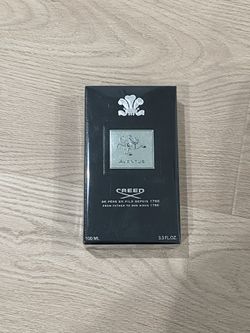 AVENTUS
CREED
DE PÈRE EN FILS DEPUIS 1760
FROM FATHER TO SON SINCE 1760
100 ML 3.3 FL.OZ.